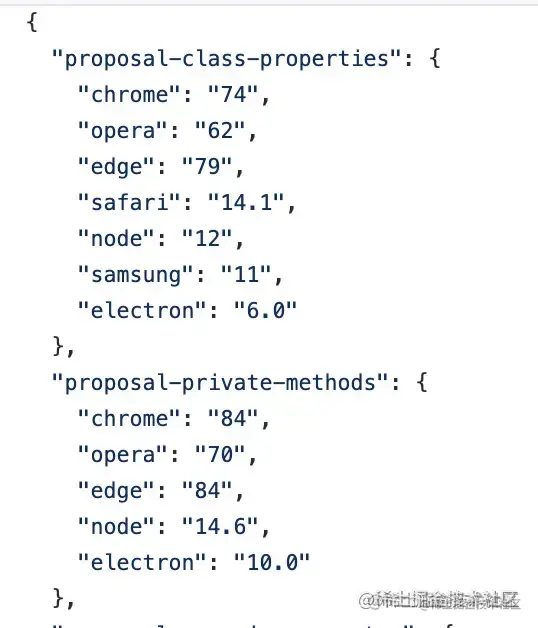 {
"proposal-class-properties": {
"chrome": "74",
"opera": "62",
"edge": "79",
"safari": "14.1",
"node": "12",
"samsung": "11",
"electron": "6.0"
},
"proposal-private-methods": {
"chrome": "84",
"opera": "70",
"edge": "84",
"node": "14.6",
"electron": "10.0"
},
@稀土掘金技术社区